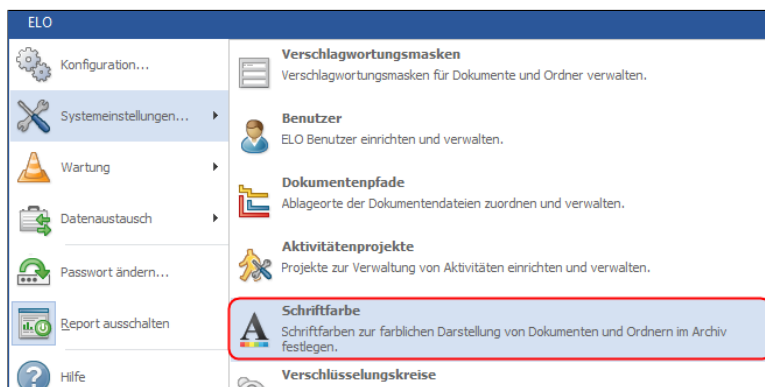 ELO
Konfiguration...
Systemeinstellungen...
Wartung
Datenaustausch
Passwort ändern...
Report ausschalten
Hilfe
Verschlagwortungsmasken
Verschlagwortungsmasken für Dokumente und Ordner verwalten.
Benutzer
ELO Benutzer einrichten und verwalten.
Dokumentenpfade
Ablageorte der Dokumentendateien zuordnen und verwalten.
Aktivitätenprojekte
Projekte zur Verwaltung von Aktivitäten einrichten und verwalten.
Schriftfarbe
Schriftfarben zur farblichen Darstellung von Dokumenten und Ordnern im Archiv
festlegen.
Verschlüsselungskreise